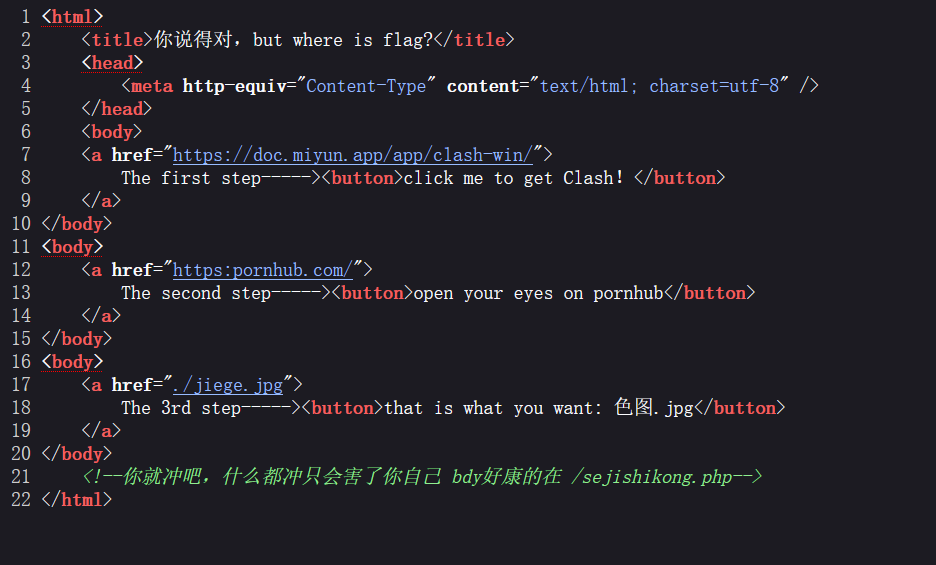 1 <html>
2 <title>你说得对，but where is flag?</title>
3 <head>
4 <meta http-equiv="Content-Type" content="text/html; charset=utf-8" />
5 </head>
6 <body>
7 <a href="https://doc.miyun.app/app/clash-win/">
8 The first step-----><button>click me to get Clash！</button>
9 </a>
10 </body>
11 <body>
12 <a href="https:pornhub.com/">
13 The second step-----><button>open your eyes on pornhub</button>
14 </a>
15 </body>
16 <body>
17 <a href="./jiege.jpg">
18 The 3rd step-----><button>that is what you want: 色图.jpg</button>
19 </a>
20 </body>
21 <!--你就冲吧，什么都冲只会害了你自己 bdy好康的在 /sejishikong.php-->
22 </html>